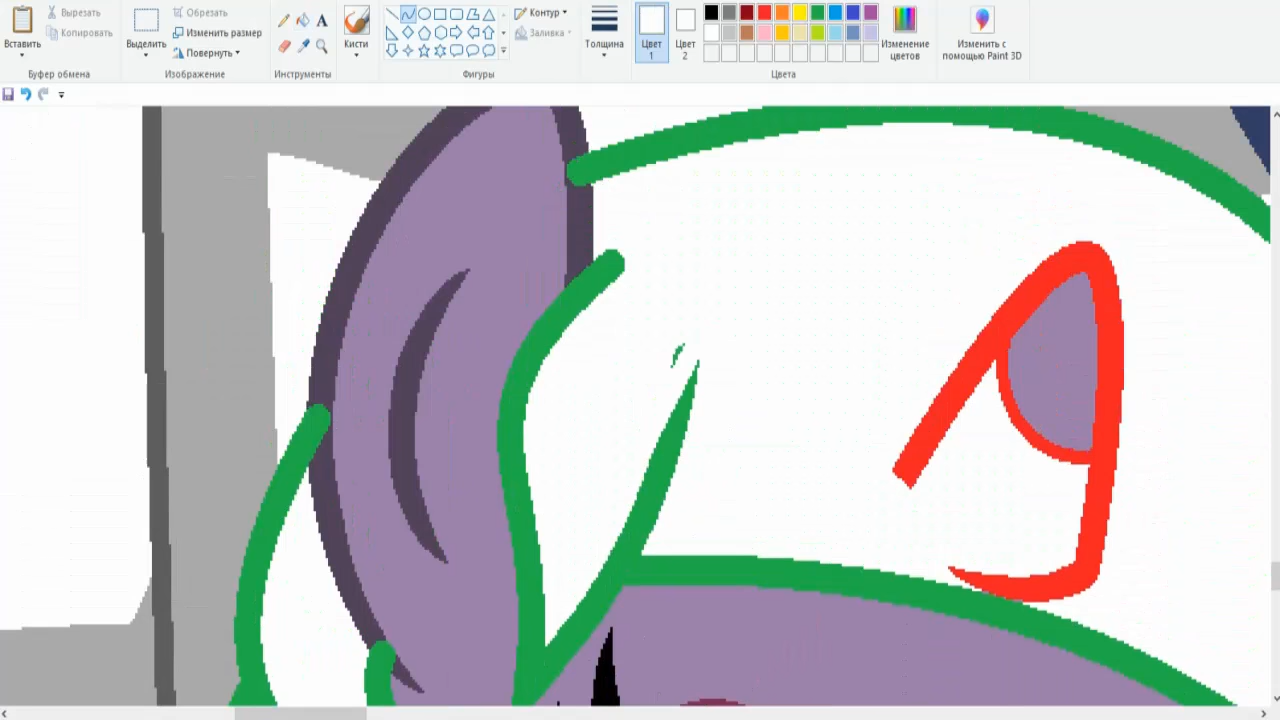 Вставить
Вырезать
Копировать
Буфер обмена
Выделить
Обрезать
Изменить размер
Повернуть
Изображение
A
Инструменты
Кисти
Контур
Заливка
Фигуры
Толщина
Цвет
1
Цвет
2
Цвета
Изменение
цветов
Изменить с
помощью Paint 3D